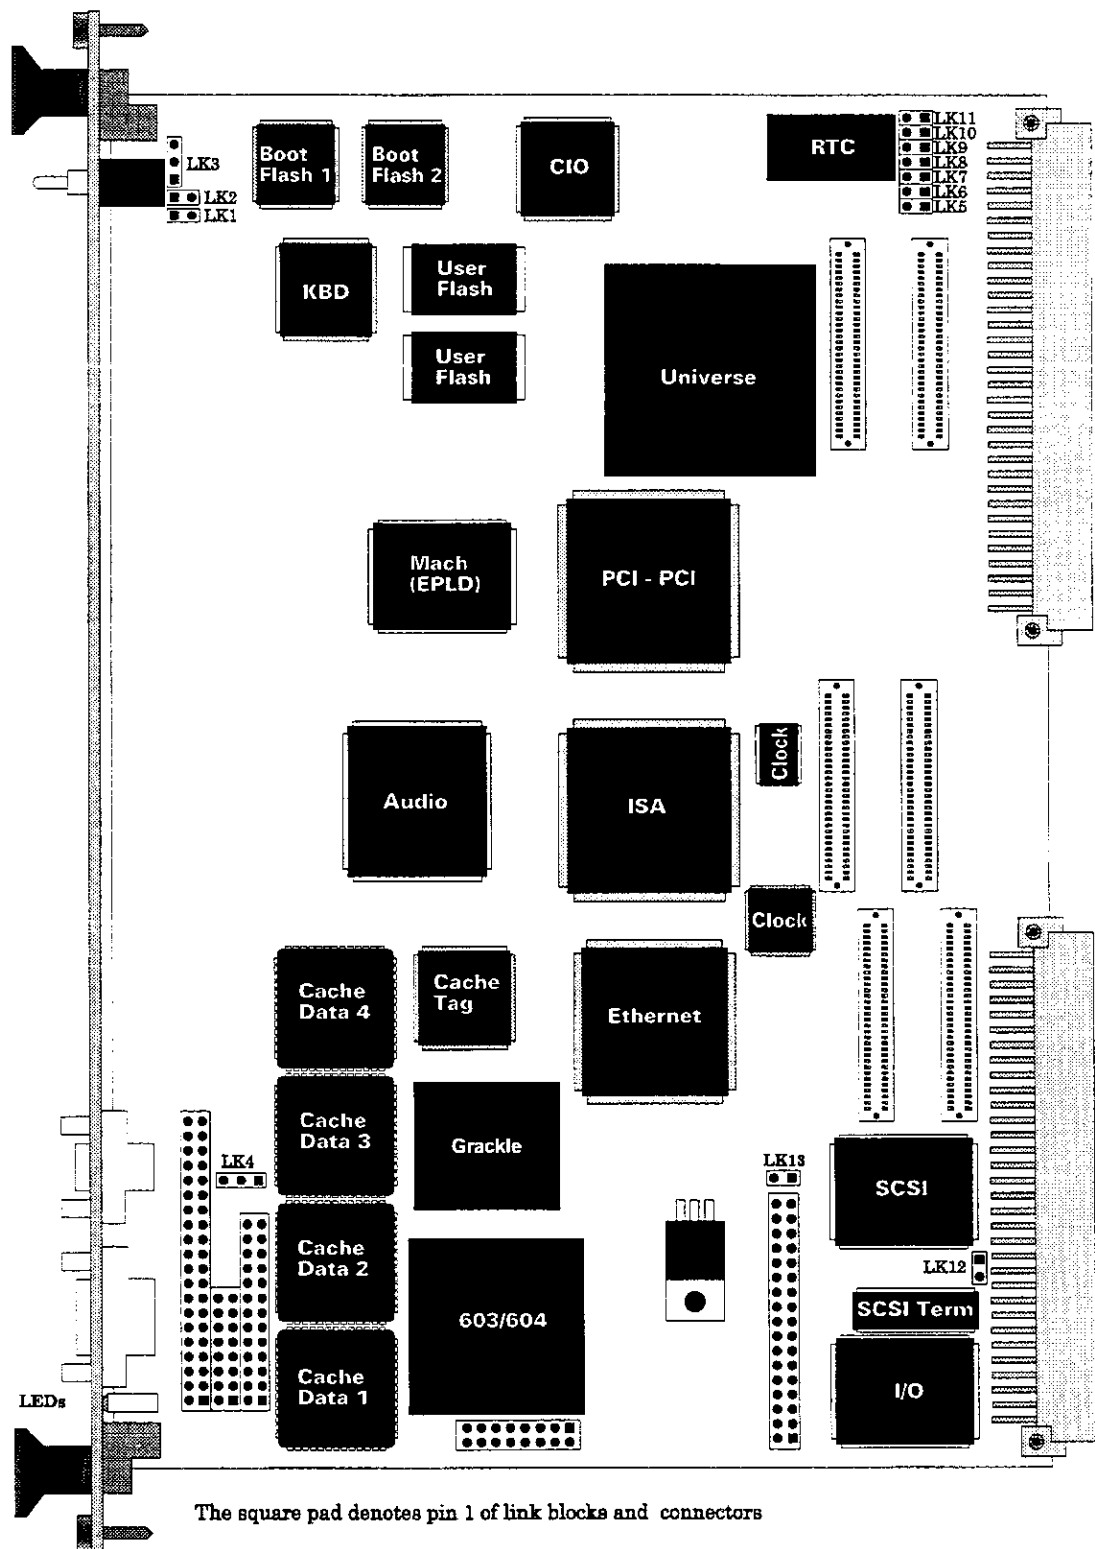 LK11
LK10
LK9
LK8
LK7
LK6
LK5
RTC
CIO
Boot
Flash 1
Boot
Flash 2
LK3
LK2
LK1
KBD
User
Flash
User
Flash
Universe
Mach
(EPLD)
PCI - PCI
Audio
ISA
Clock
Clock
Cache
Data 4
Cache
Tag
Ethernet
Cache
Data 3
Grackle
LK4
LK13
SCSI
Cache
Data 2
603/604
LK12
SCSI Term
Cache
Data 1
I/O
LEDs
The square pad denotes pin 1 of link blocks and connectors